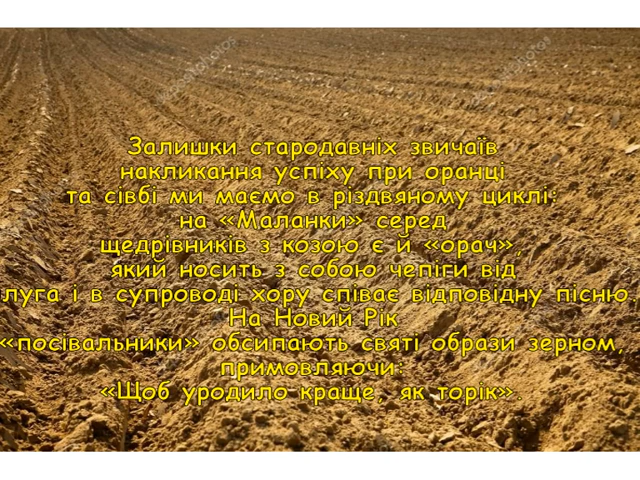 Залишки стародавніх звичаїв
накликання успіху при оранці
та сівбі ми маємо в різдвяному циклі:
на «Маланки» серед
щедрівників з козою є й «орач»,
який носить з собою чепіги від
луга і в супроводі хору співає відповідну пісню.
На Новий Рік
«посівальники» обсипають святі образи зерном,
примовляючи:
«Щоб уродило краще, як торік».